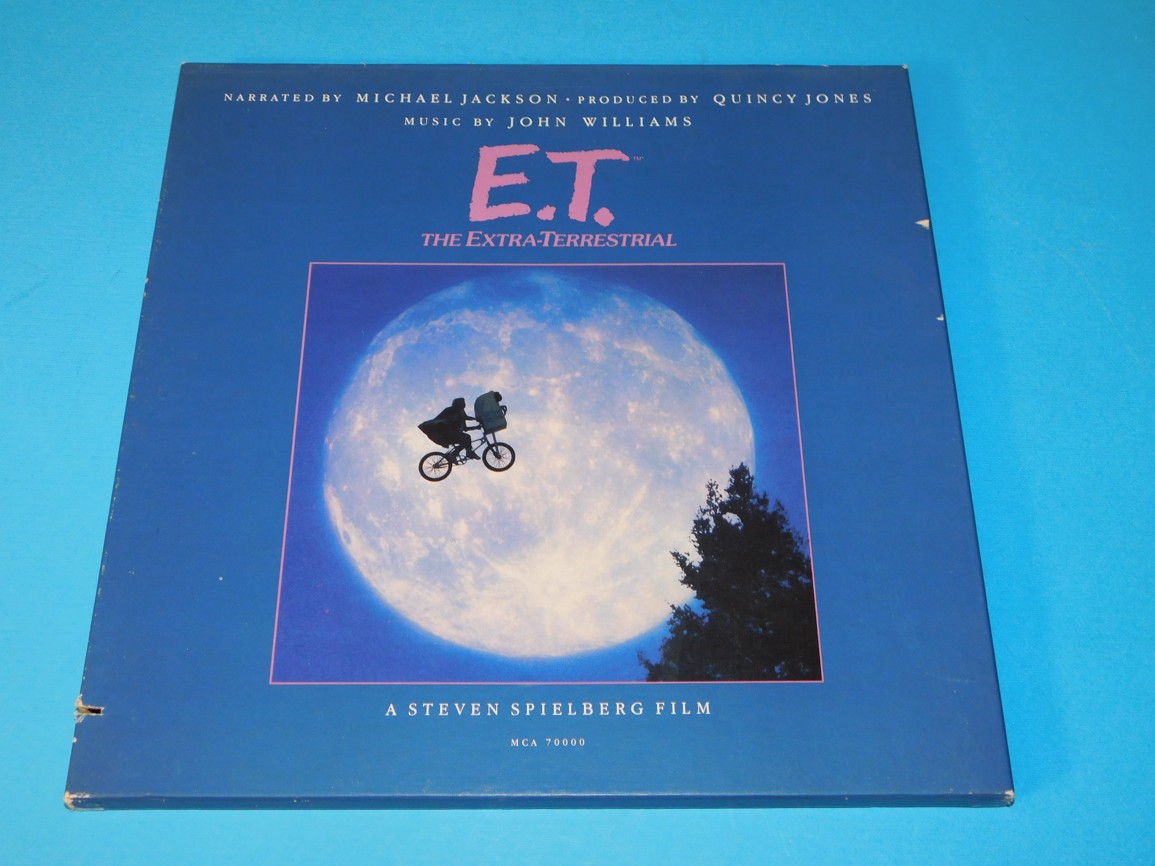 NARRATED BY MICHAEL JACKSON • PRODUCED BY QUINCY JONES
MUSIC BY JOHN WILLIAMS
E.T.™
THE EXTRA-TERRESTRIAL
A STEVEN SPIELBERG FILM
MCA 70000